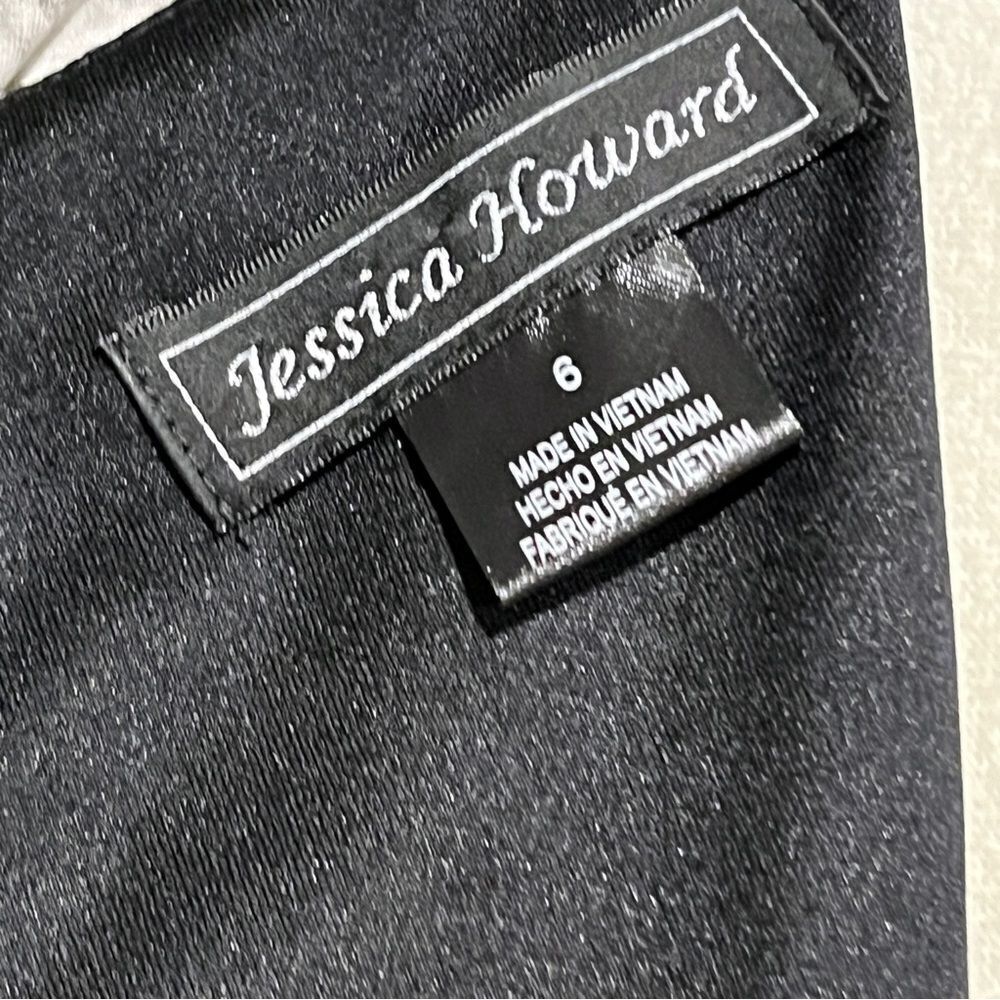 Jessica Howard
6
MADE IN VIETNAM
HECHO EN VIETNAM
FABRIQUÉ EN VIETNAM